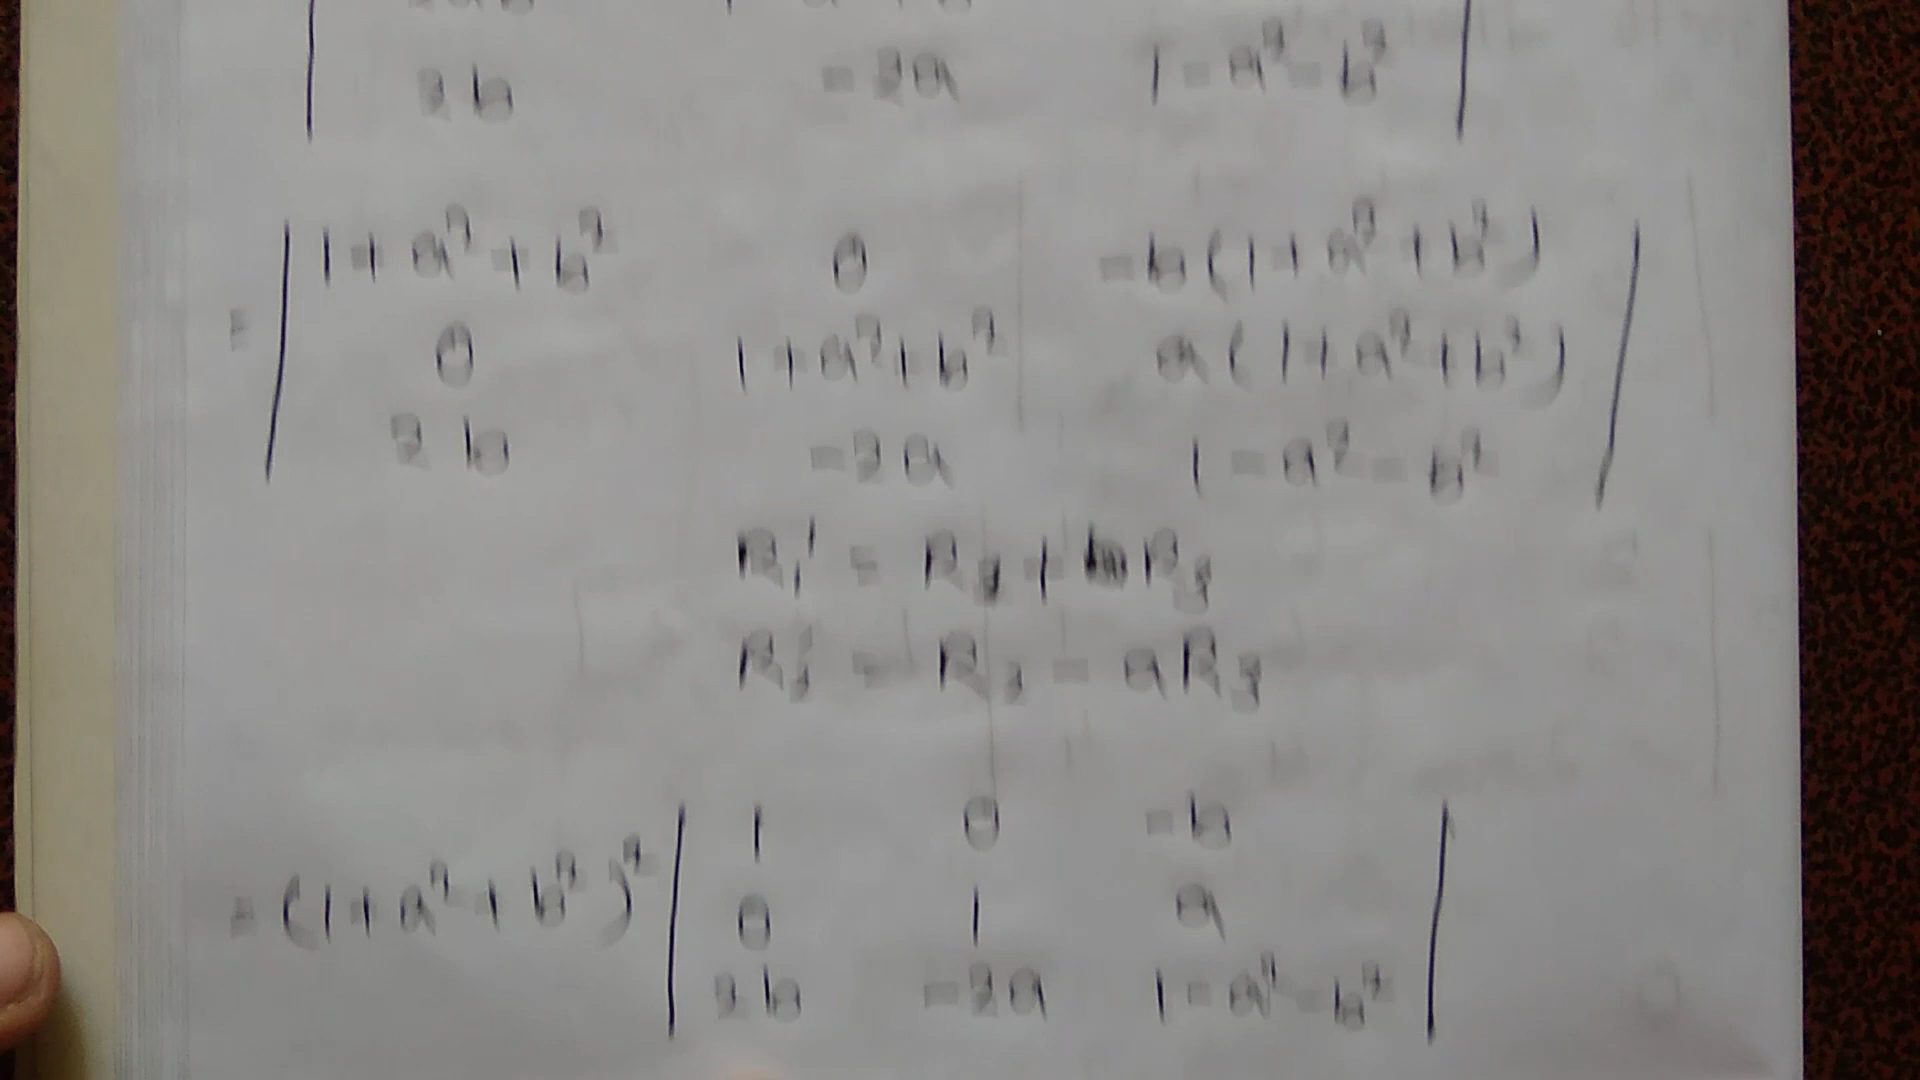 2b -2a 1-a²-b²
= | 1+a²+b² 0 -b(1+a²+b²) |
0 1+a²+b² a(1+a²+b²)
2b -2a 1-a²-b²
R₁' = + bR₃
R₂' = R₂ - aR₃
= (1+a²+b²)² | 1 0 -b |
0 1 a
2b -2a 1-a²-b²